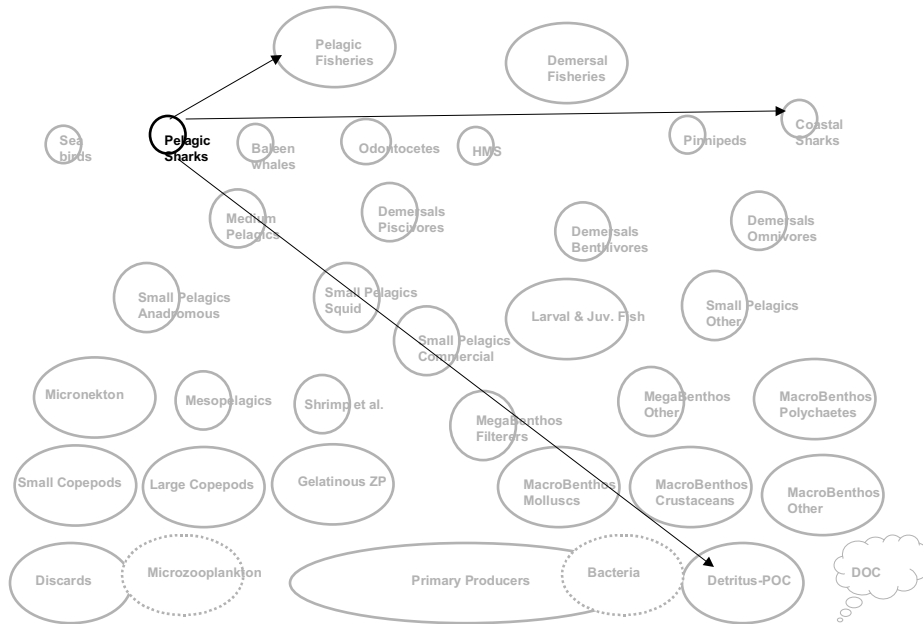 Pelagic
Fisheries
Demersal
Fisheries
Sea
birds
Pelagic
Sharks
Baleen
whales
Odontocetes
HMS
Pinnipeds
Coastal
Sharks
Medium
Pelagics
Demersals
Piscivores
Demersals
Benthivores
Demersals
Omnivores
Small Pelagics
Anadromous
Small Pelagics
Squid
Small Pelagics
Commercial
Larval & Juv. Fish
Small Pelagics
Other
Micronekton
Mesopelagics
Shrimp et al.
MegaBenthos
Filterers
MegaBenthos
Other
MacroBenthos
Polychaetes
Small Copepods
Large Copepods
Gelatinous ZP
MacroBenthos
Molluscs
MacroBenthos
Crustaceans
MacroBenthos
Other
Discards
Microzooplankton
Primary Producers
Bacteria
Detritus-POC
DOC